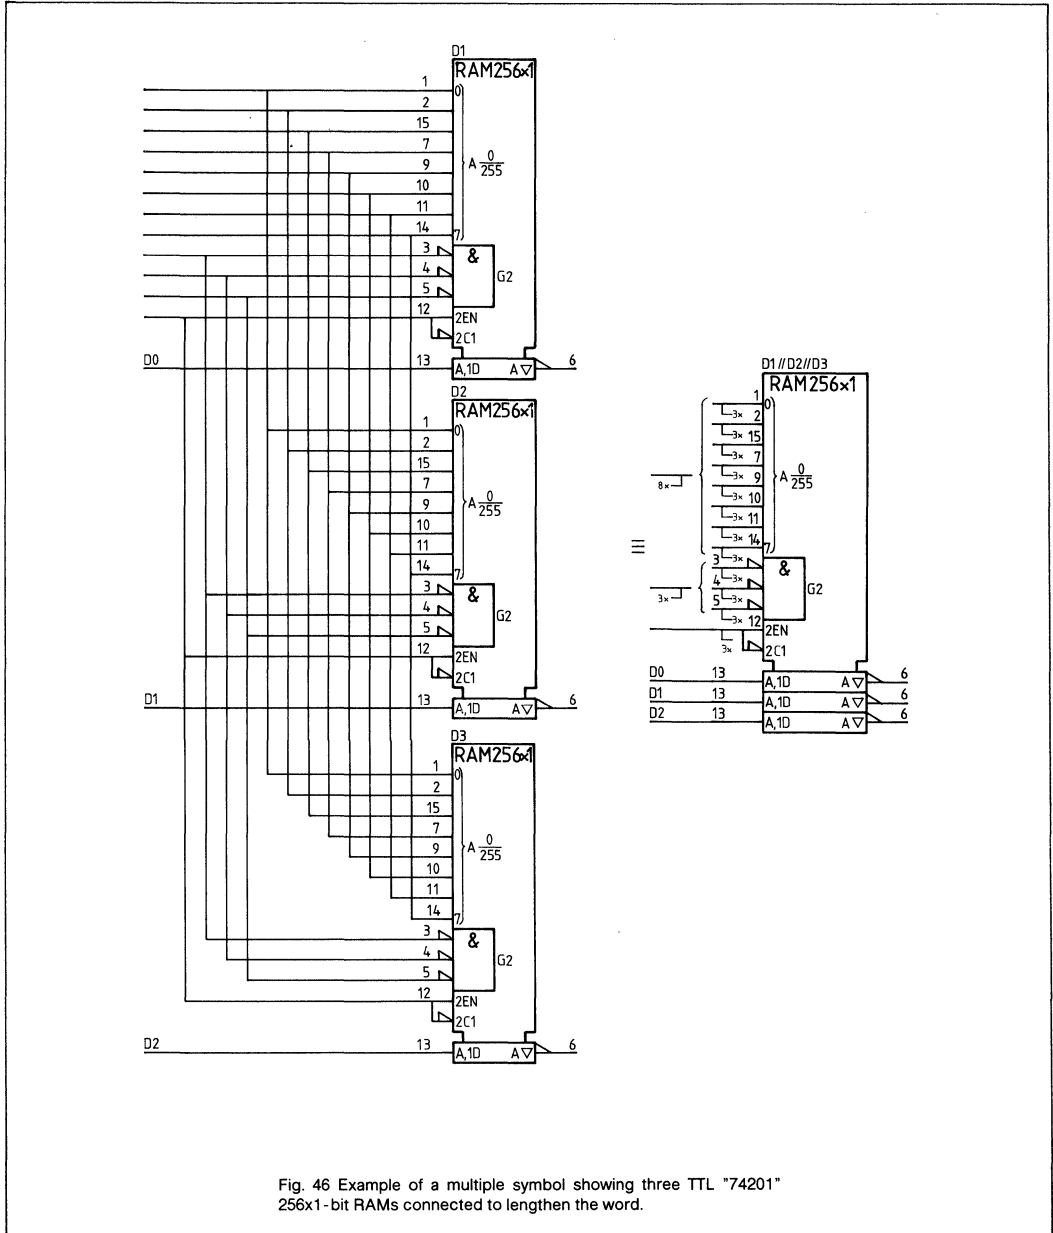 D1
RAM256x1
1
0
2
15
7
9
A 0/255
10
11
14
7
3
&
4
G2
5
12
2EN
2C1
D0
13
A,1D
A▽
6
D2
RAM256x1
1
0
2
15
7
9
A 0/255
10
11
14
7
3
&
4
G2
5
12
2EN
2C1
D1
13
A,1D
A▽
6
D3
RAM256x1
1
0
2
15
7
9
A 0/255
10
11
14
7
3
&
4
G2
5
12
2EN
2C1
D2
13
A,1D
A▽
6
≡
D1//D2//D3
RAM256x1
1
0
3x 2
3x 15
3x 7
3x 9
A 0/255
8x
3x 10
3x 11
3x 14
7
3x
3
&
3x
4
G2
3x
3x
5
3x 12
2EN
3x
2C1
D0
13
A,1D
A▽
6
D1
13
A,1D
A▽
6
D2
13
A,1D
A▽
6
Fig. 46 Example of a multiple symbol showing three TTL "74201"
256x1-bit RAMs connected to lengthen the word.